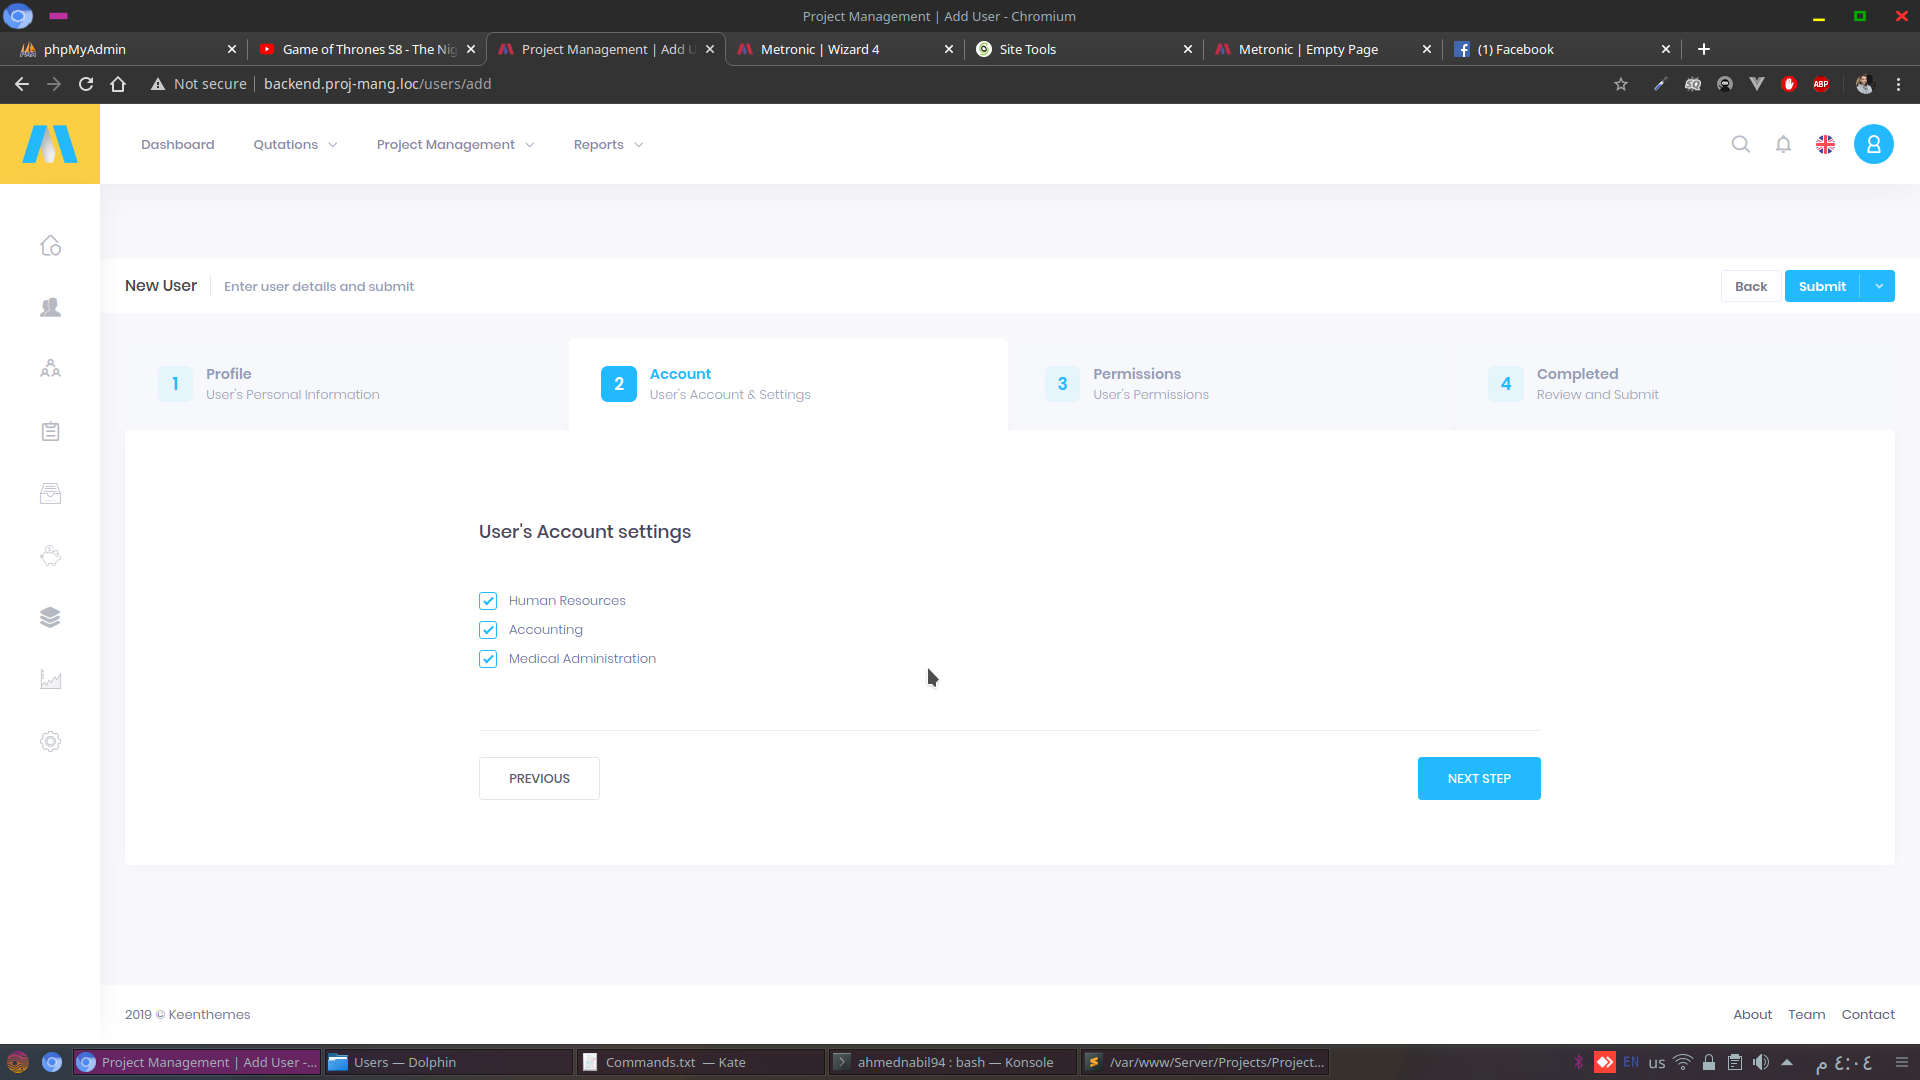 Project Management | Add User - Chromium
phpMyAdmin
Game of Thrones S8 - The Nig
Project Management | Add U
Metronic | Wizard 4
Site Tools
Metronic | Empty Page
(1) Facebook
Not secure | backend.proj-mang.loc/users/add
ABP
Dashboard
Qutations
Project Management
Reports
New User
Enter user details and submit
Back
Submit
1
Profile
User's Personal Information
2
Account
User's Account & Settings
3
Permissions
User's Permissions
4
Completed
Review and Submit
User's Account settings
Human Resources
Accounting
Medical Administration
PREVIOUS
NEXT STEP
2019 © Keenthemes
About
Team
Contact
Project Management | Add User -...
Users — Dolphin
Commands.txt — Kate
ahmednabil94 : bash — Konsole
/var/www/Server/Projects/Project...
EN
us
٤:٠٤ م